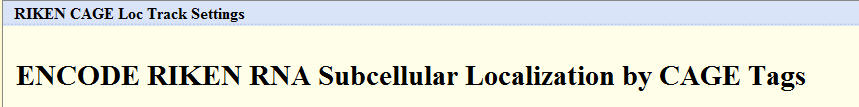 RIKEN CAGE Loc Track Settings
ENCODE RIKEN RNA Subcellular Localization by CAGE Tags